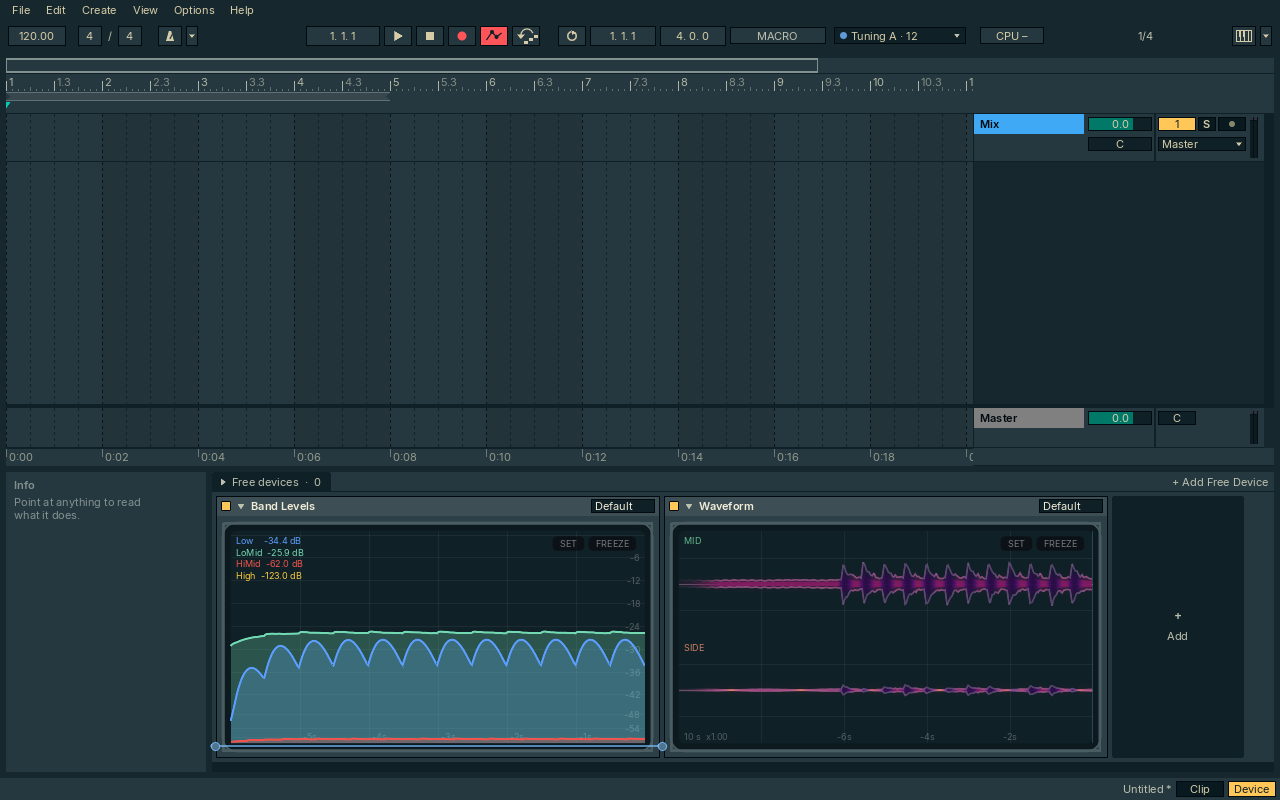 File Edit Create View Options Help
120.00 4 / 4 1. 1. 1 1. 1. 1 4. 0. 0 MACRO Tuning A · 12 CPU – 1/4
1 1.3 2 2.3 3 3.3 4 4.3 5 5.3 6 6.3 7 7.3 8 8.3 9 9.3 10 10.3 1
Mix 0.0 1 S
C Master
Master 0.0 C
0:00 0:02 0:04 0:06 0:08 0:10 0:12 0:14 0:16 0:18
Info
Point at anything to read
what it does.
Free devices · 0
+ Add Free Device
Band Levels Default
Low -34.4 dB
LoMid -25.9 dB
HiMid -62.0 dB
High -123.0 dB
SET FREEZE
-6
-12
-18
-24
-30
-36
-42
-48
-54
-5s -4s -3s -2s -1s
Waveform Default
MID
SET FREEZE
SIDE
10 s x1.00 -6s -4s -2s
+
Add
Untitled * Clip Device